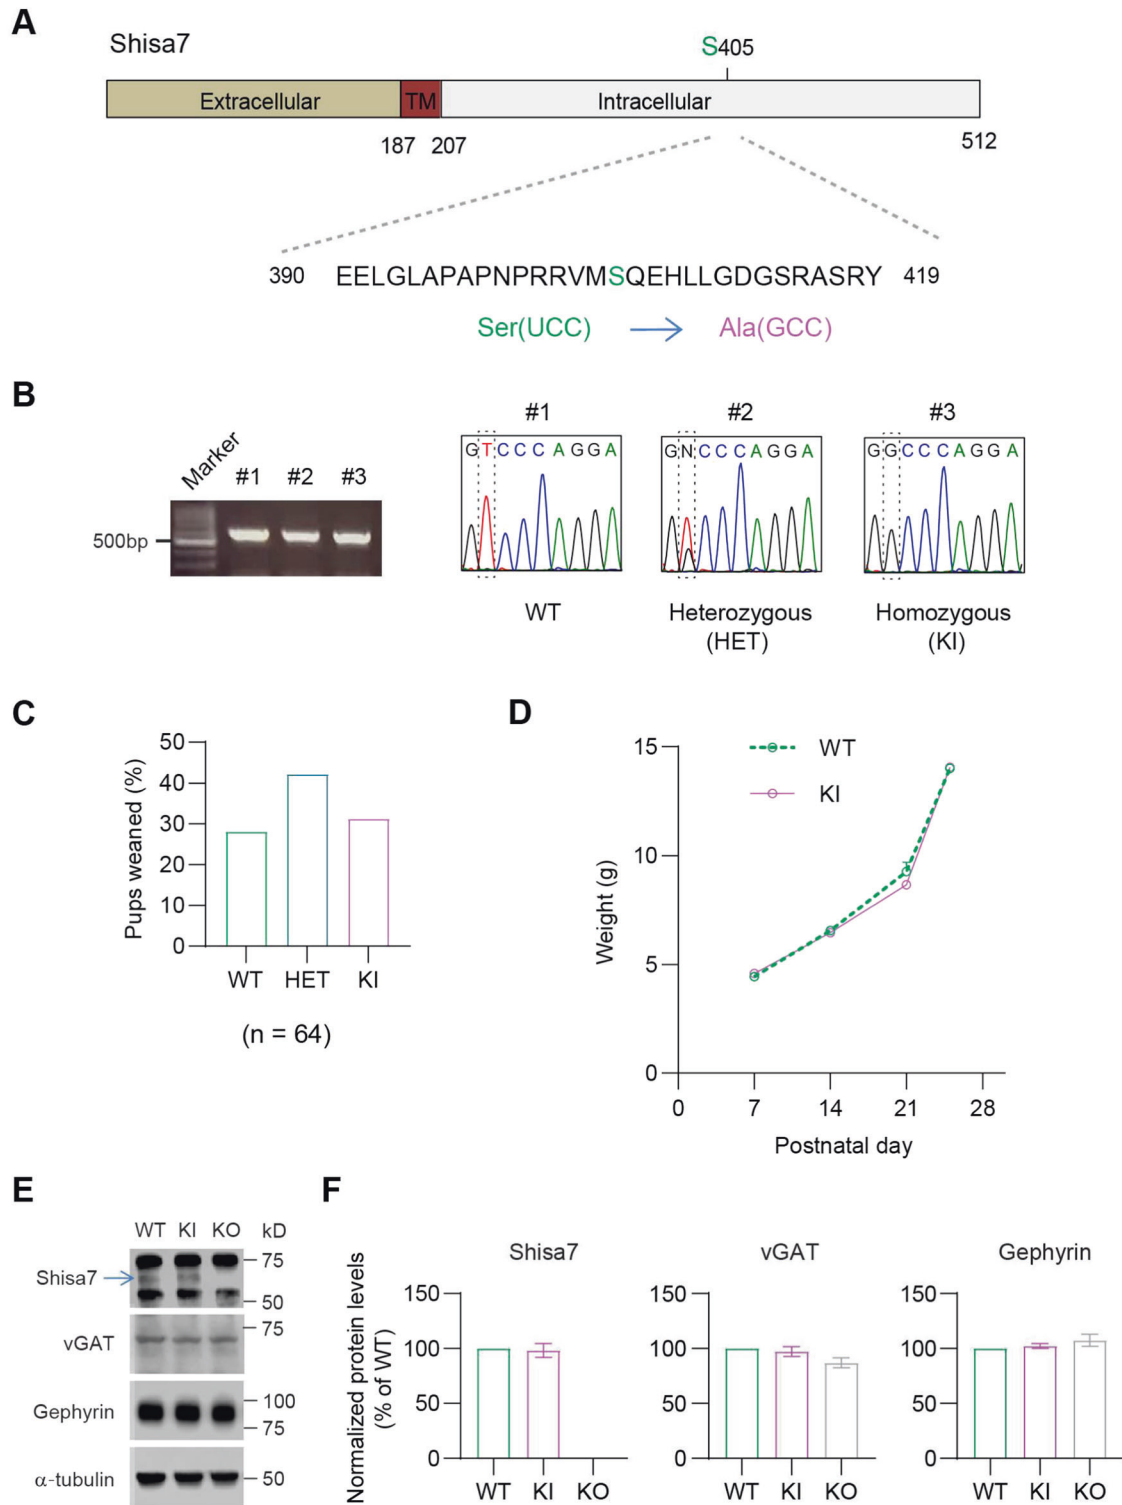 A
Shisa7
S405
Extracellular
TM
Intracellular
187 207
512
390 EELGLAPAPNPRRVMSQEHLLGDGSRASRY 419
Ser(UCC) → Ala(GCC)
B
Marker
#1 #2 #3
500bp
#1
#2
#3
G T C C C A G G A
G N C C C A G G A
G G C C C A G G A
WT
Heterozygous
(HET)
Homozygous
(KI)
C
Pups weaned (%)
50
40
30
20
10
0
WT HET KI
(n = 64)
D
WT
KI
Weight (g)
15
10
5
0
0 7 14 21 28
Postnatal day
E
WT KI KO kD
Shisa7
75
50
vGAT
75
Gephyrin
100
75
α-tubulin
50
F
Normalized protein levels
(% of WT)
Shisa7
150
100
50
0
WT KI KO
vGAT
150
100
50
0
WT KI KO
Gephyrin
150
100
50
0
WT KI KO